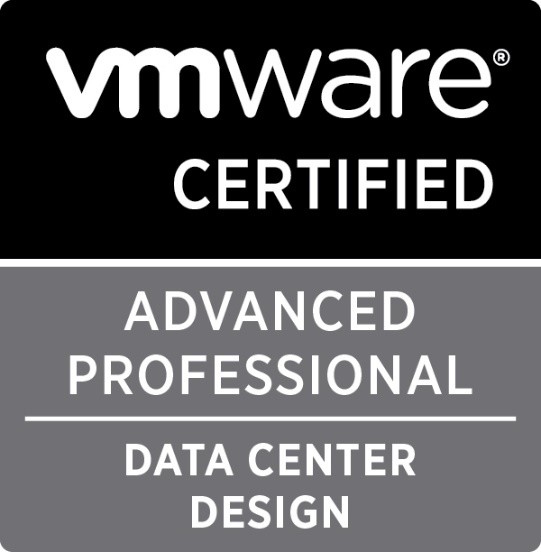 vmware®
CERTIFIED
ADVANCED
PROFESSIONAL
DATA CENTER
DESIGN